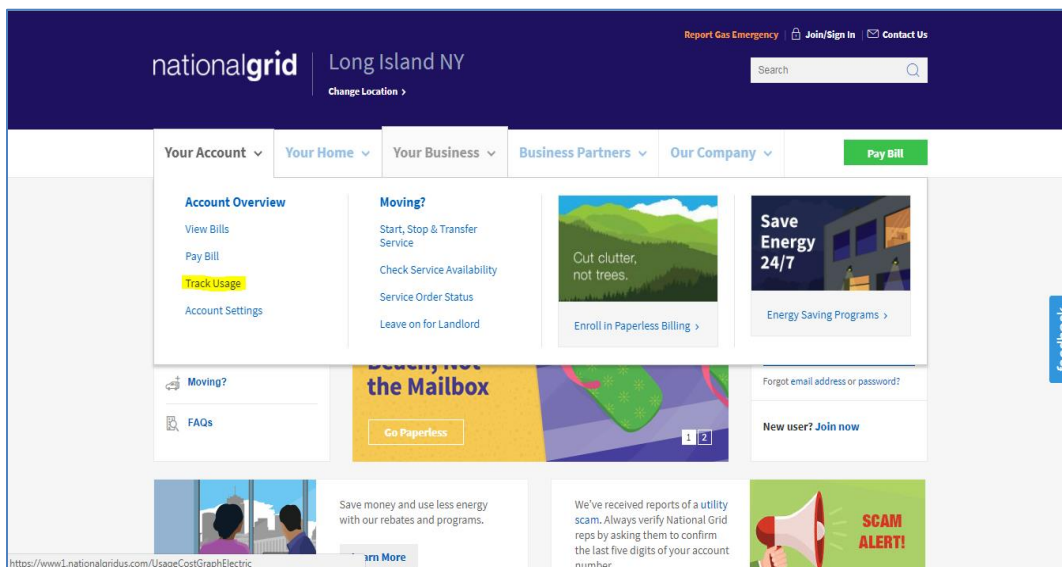 Report Gas Emergency Join/Sign In Contact Us
nationalgrid Long Island NY
Change Location >
Search
Your Account Your Home Your Business Business Partners Our Company Pay Bill
Account Overview
View Bills
Pay Bill
Track Usage
Account Settings
Moving?
Start, Stop & Transfer
Service
Check Service Availability
Service Order Status
Leave on for Landlord
Cut clutter,
not trees.
Enroll in Paperless Billing >
Save
Energy
24/7
Energy Saving Programs >
feedback
Moving?
FAQs
Beach, Not
the Mailbox
Go Paperless
1 2
Forgot email address or password?
New user? Join now
Save money and use less energy
with our rebates and programs.
Learn More
We've received reports of a utility
scam. Always verify National Grid
reps by asking them to confirm
the last five digits of your account
number.
SCAM
ALERT!
https://www1.nationalgridus.com/UsageCostGraphElectric